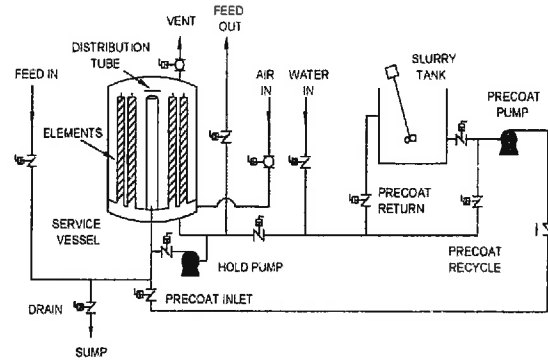 VENT
FEED
OUT
DISTRIBUTION
TUBE
FEED IN
AIR
IN
WATER
IN
SLURRY
TANK
PRECOAT
PUMP
ELEMENTS
PRECOAT
RETURN
SERVICE
VESSEL
PRECOAT
RECYCLE
HOLD PUMP
PRECOAT INLET
DRAIN
SUMP